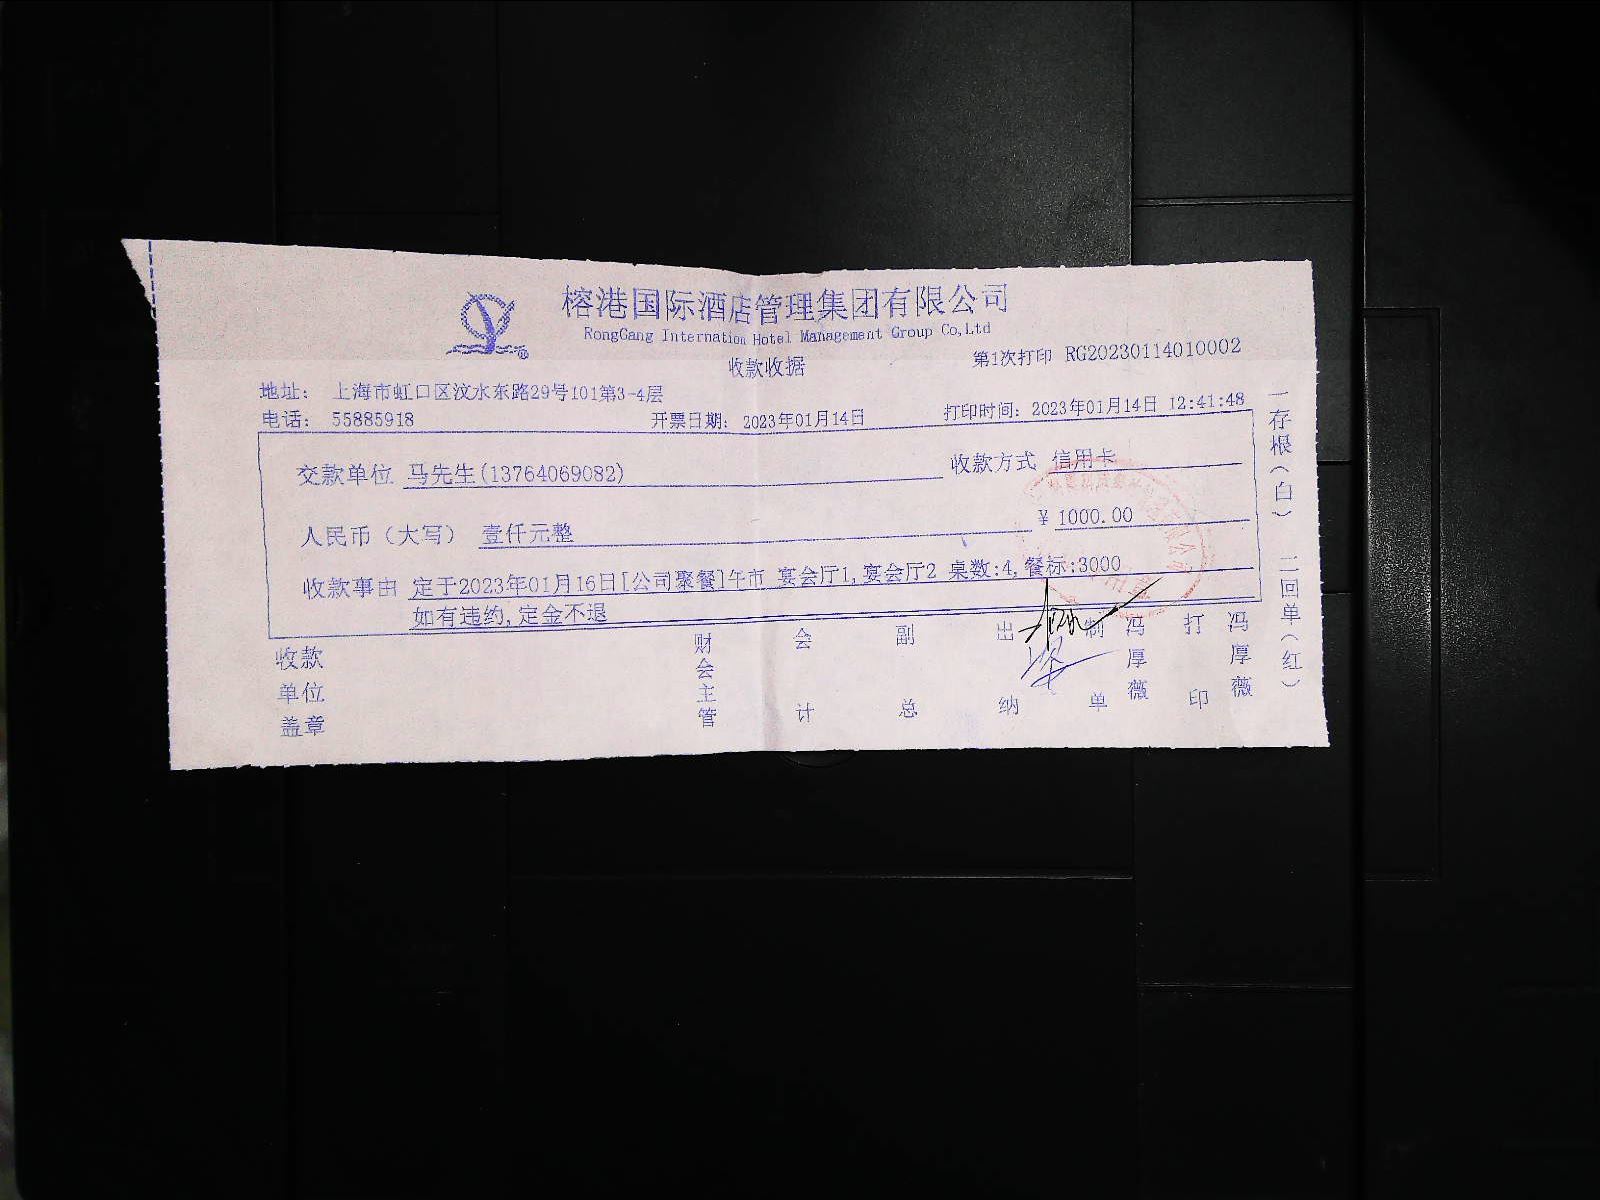 榕港国际酒店管理集团有限公司
RongGang Internation Hotel Management Group Co,Ltd
收款收据
第1次打印 RG20230114010002
地址： 上海市虹口区汶水东路29号101第3-4层
电话： 55885918
开票日期： 2023年01月14日
打印时间： 2023年01月14日 12:41:48
交款单位 马先生(13764069082)
收款方式 信用卡
人民币（大写） 壹仟元整
¥ 1000.00
收款事由 定于2023年01月16日[公司聚餐]午市 宴会厅1,宴会厅2 桌数:4,餐标:3000
如有违约,定金不退
收款单位盖章
财会主管
会计
副总
出纳
制单
冯厚薇
打印
冯厚薇
一存根（白） 二回单（红）